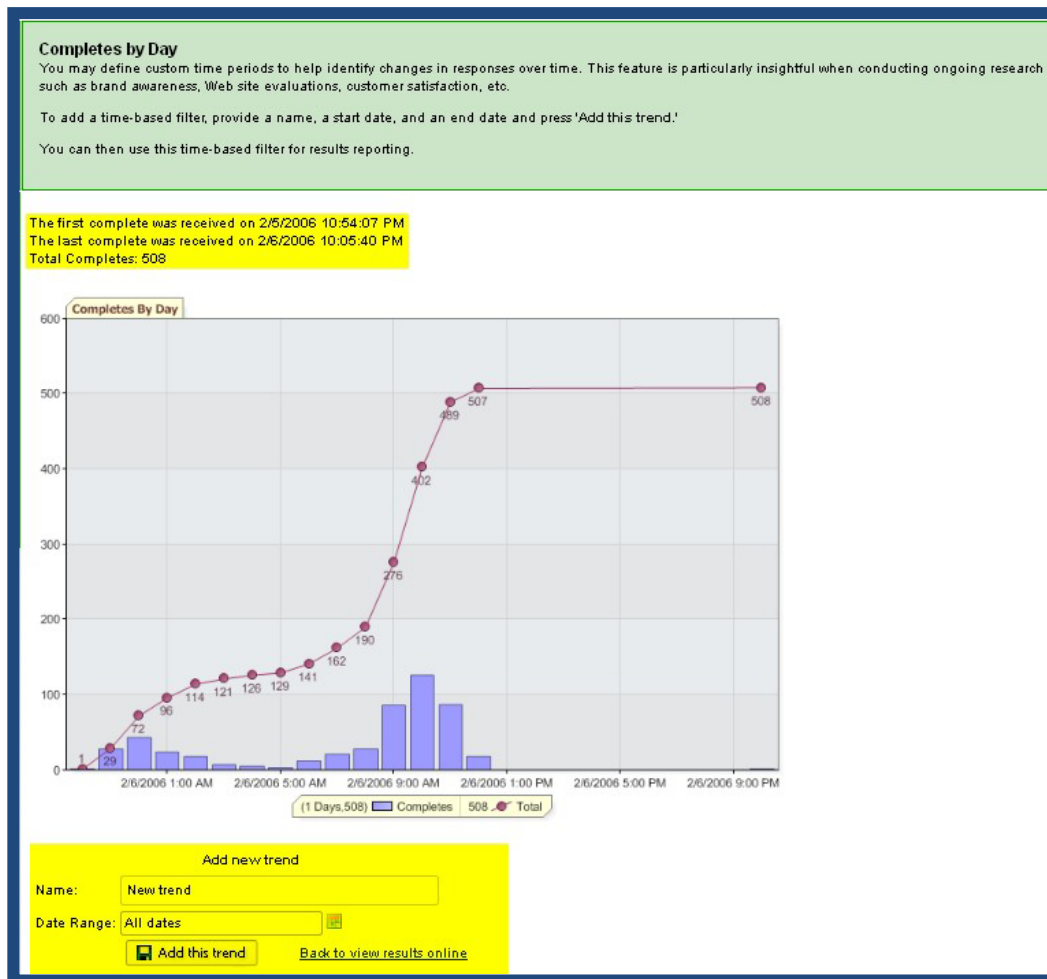 Completes by Day
You may define custom time periods to help identify changes in responses over time. This feature is particularly insightful when conducting ongoing research
such as brand awareness, Web site evaluations, customer satisfaction, etc.
To add a time-based filter, provide a name, a start date, and an end date and press 'Add this trend.'
You can then use this time-based filter for results reporting.
The first complete was received on 2/5/2006 10:54:07 PM
The last complete was received on 2/6/2006 10:05:40 PM
Total Completes: 508
Completes By Day
600
500
507
508
489
400
402
300
276
200
190
162
141
129
126
121
114
100
96
72
29
1
0
2/6/2006 1:00 AM 2/6/2006 5:00 AM 2/6/2006 9:00 AM 2/6/2006 1:00 PM 2/6/2006 5:00 PM 2/6/2006 9:00 PM
(1 Days,508) Completes 508 Total
Add new trend
Name: New trend
Date Range: All dates
Add this trend Back to view results online